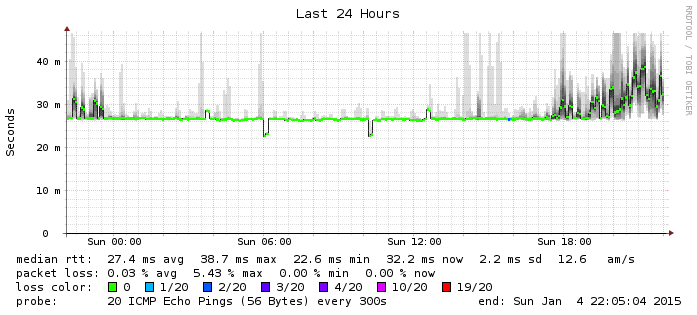 Last 24 Hours
RRDTOOL / TOBI OETIKER
Seconds
40 m
30 m
20 m
10 m
0
Sun 00:00 Sun 06:00 Sun 12:00 Sun 18:00
median rtt: 27.4 ms avg 38.7 ms max 22.6 ms min 32.2 ms now 2.2 ms sd 12.6 am/s
packet loss: 0.03 % avg 5.43 % max 0.00 % min 0.00 % now
loss color: 0 1/20 2/20 3/20 4/20 10/20 19/20
probe: 20 ICMP Echo Pings (56 Bytes) every 300s end: Sun Jan 4 22:05:04 2015